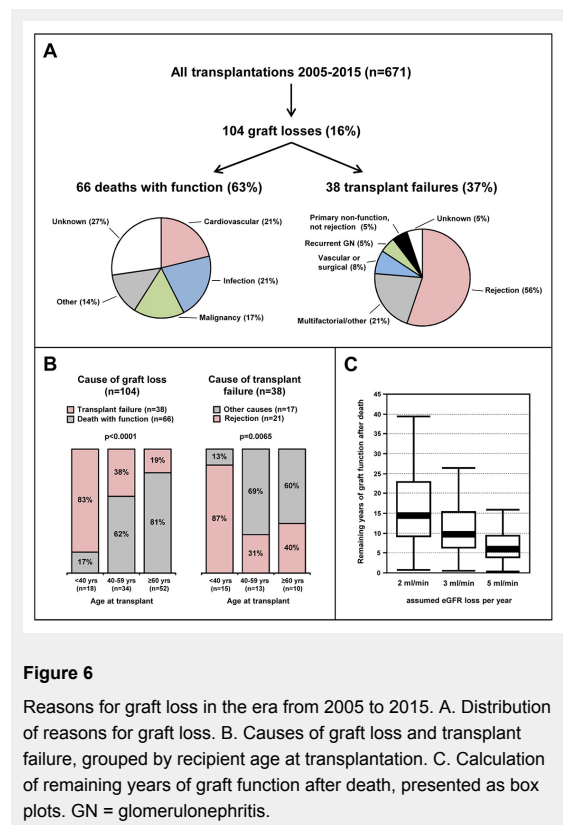 A
All transplantations 2005-2015 (n=671)
104 graft losses (16%)
66 deaths with function (63%)
38 transplant failures (37%)
Unknown (27%)
Cardiovascular (21%)
Infection (21%)
Malignancy (17%)
Other (14%)
Primary non-function,
not rejection (5%)
Unknown (5%)
Recurrent GN (5%)
Vascular or
surgical (8%)
Rejection (56%)
Multifactorial/other (21%)
B
Cause of graft loss
(n=104)
Transplant failure (n=38)
Death with function (n=66)
p<0.0001
83%
17%
38%
62%
19%
81%
<40 yrs
(n=18)
40-59 yrs
(n=34)
≥60 yrs
(n=52)
Age at transplant
Cause of transplant
failure (n=38)
Other causes (n=17)
Rejection (n=21)
p=0.0065
13%
87%
69%
31%
60%
40%
<40 yrs
(n=15)
40-59 yrs
(n=13)
≥60 yrs
(n=10)
Age at transplant
C
Remaining years of graft function after death
45
40
35
30
25
20
15
10
5
0
2 ml/min
3 ml/min
5 ml/min
assumed eGFR loss per year
Figure 6
Reasons for graft loss in the era from 2005 to 2015. A. Distribution
of reasons for graft loss. B. Causes of graft loss and transplant
failure, grouped by recipient age at transplantation. C. Calculation
of remaining years of graft function after death, presented as box
plots. GN = glomerulonephritis.